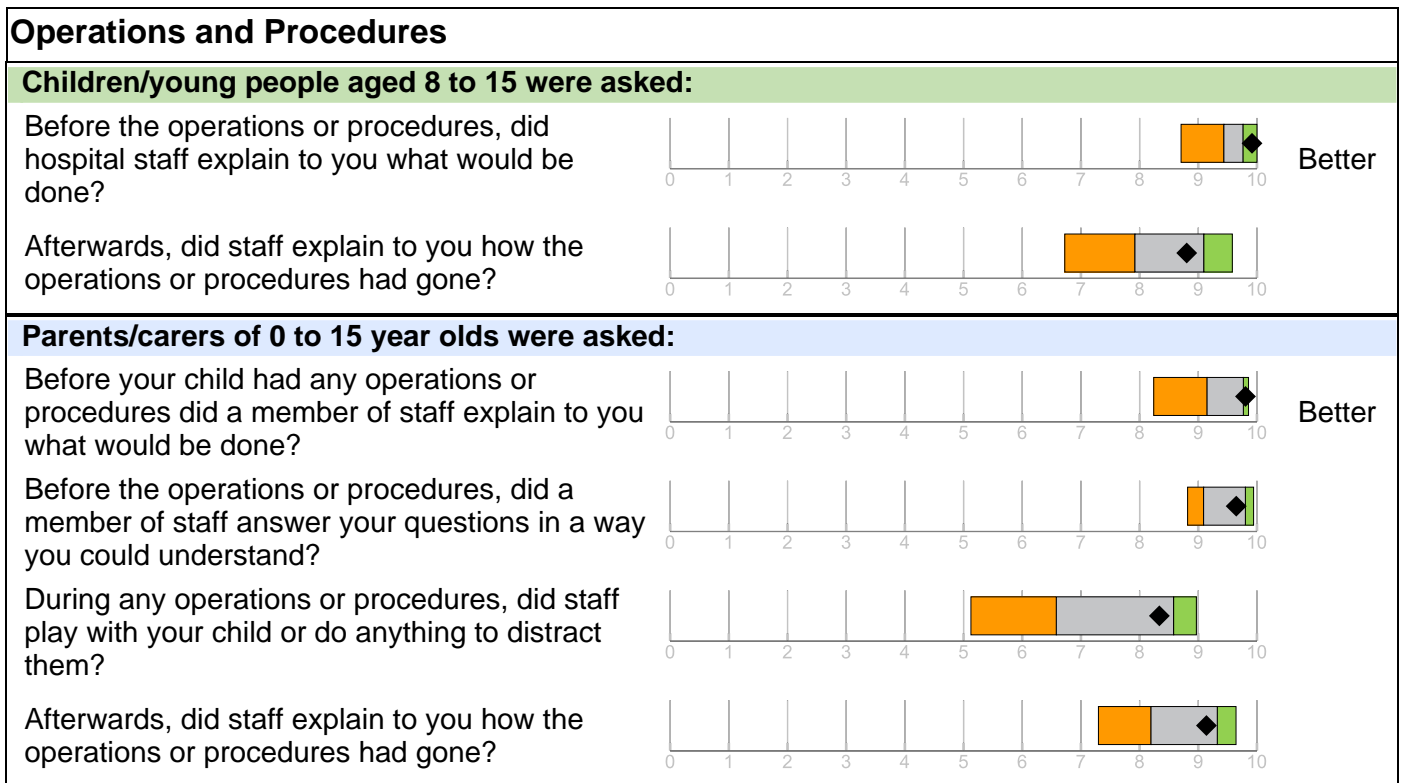 Operations and Procedures
Children/young people aged 8 to 15 were asked:
Before the operations or procedures, did
hospital staff explain to you what would be
done?
0 1 2 3 4 5 6 7 8 9 10
Better
Afterwards, did staff explain to you how the
operations or procedures had gone?
0 1 2 3 4 5 6 7 8 9 10
Parents/carers of 0 to 15 year olds were asked:
Before your child had any operations or
procedures did a member of staff explain to you
what would be done?
0 1 2 3 4 5 6 7 8 9 10
Better
Before the operations or procedures, did a
member of staff answer your questions in a way
you could understand?
0 1 2 3 4 5 6 7 8 9 10
During any operations or procedures, did staff
play with your child or do anything to distract
them?
0 1 2 3 4 5 6 7 8 9 10
Afterwards, did staff explain to you how the
operations or procedures had gone?
0 1 2 3 4 5 6 7 8 9 10